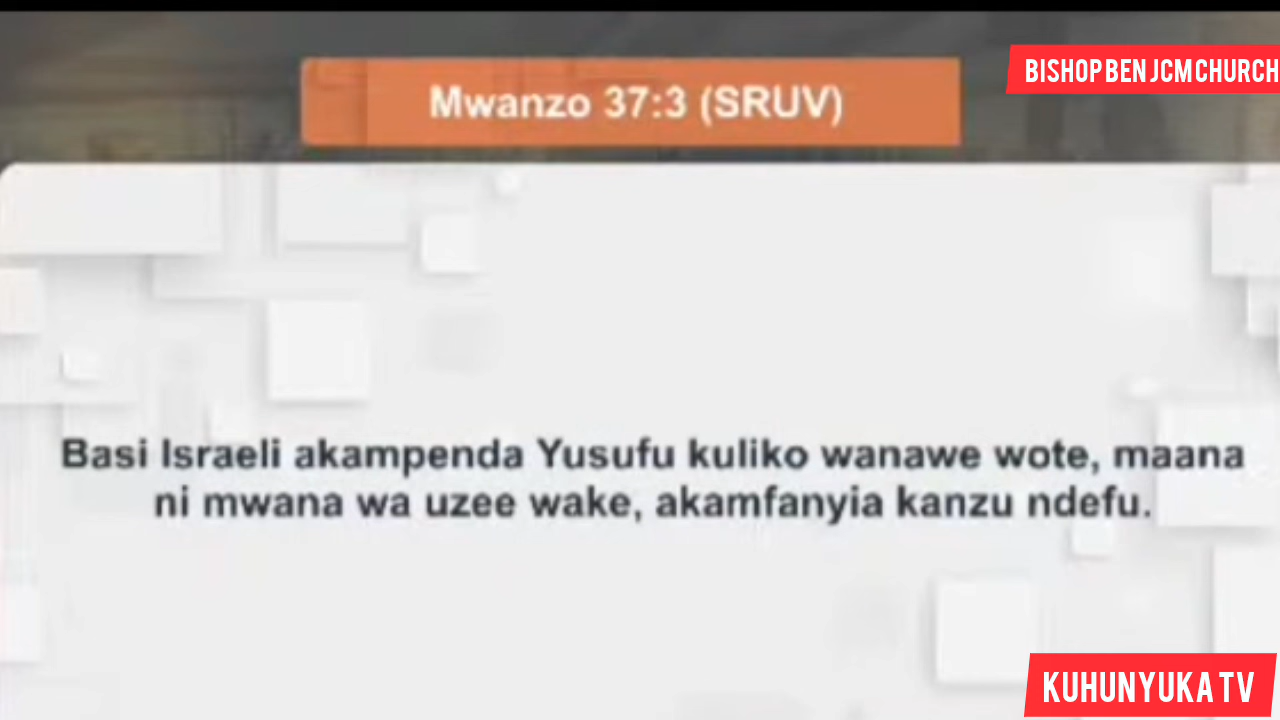 BISHOP BEN JCM CHURCH
Mwanzo 37:3 (SRUV)
Basi Israeli akampenda Yusufu kuliko wanawe wote, maana
ni mwana wa uzee wake, akamfanyia kanzu ndefu.
KUHUNYUKA TV